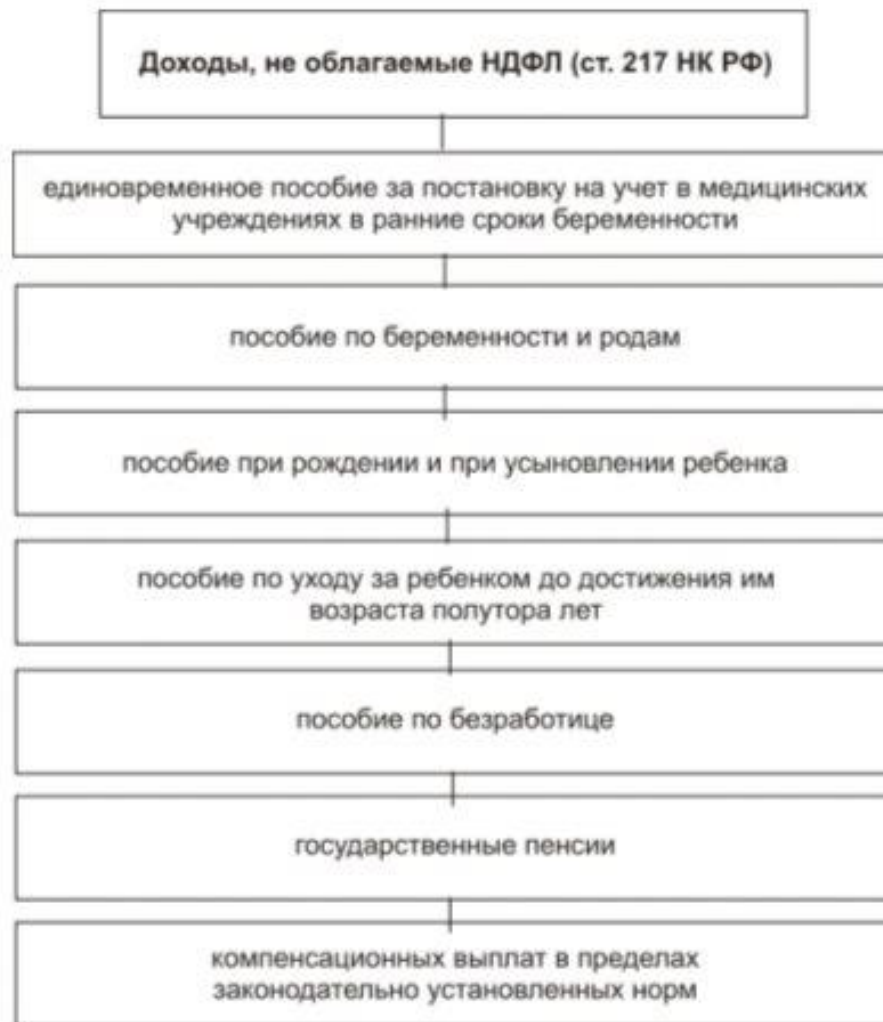 Доходы, не облагаемые НДФЛ (ст. 217 НК РФ)
единовременное пособие за постановку на учет в медицинских
учреждениях в ранние сроки беременности
пособие по беременности и родам
пособие при рождении и при усыновлении ребенка
пособие по уходу за ребенком до достижения им
возраста полутора лет
пособие по безработице
государственные пенсии
компенсационных выплат в пределах
законодательно установленных норм